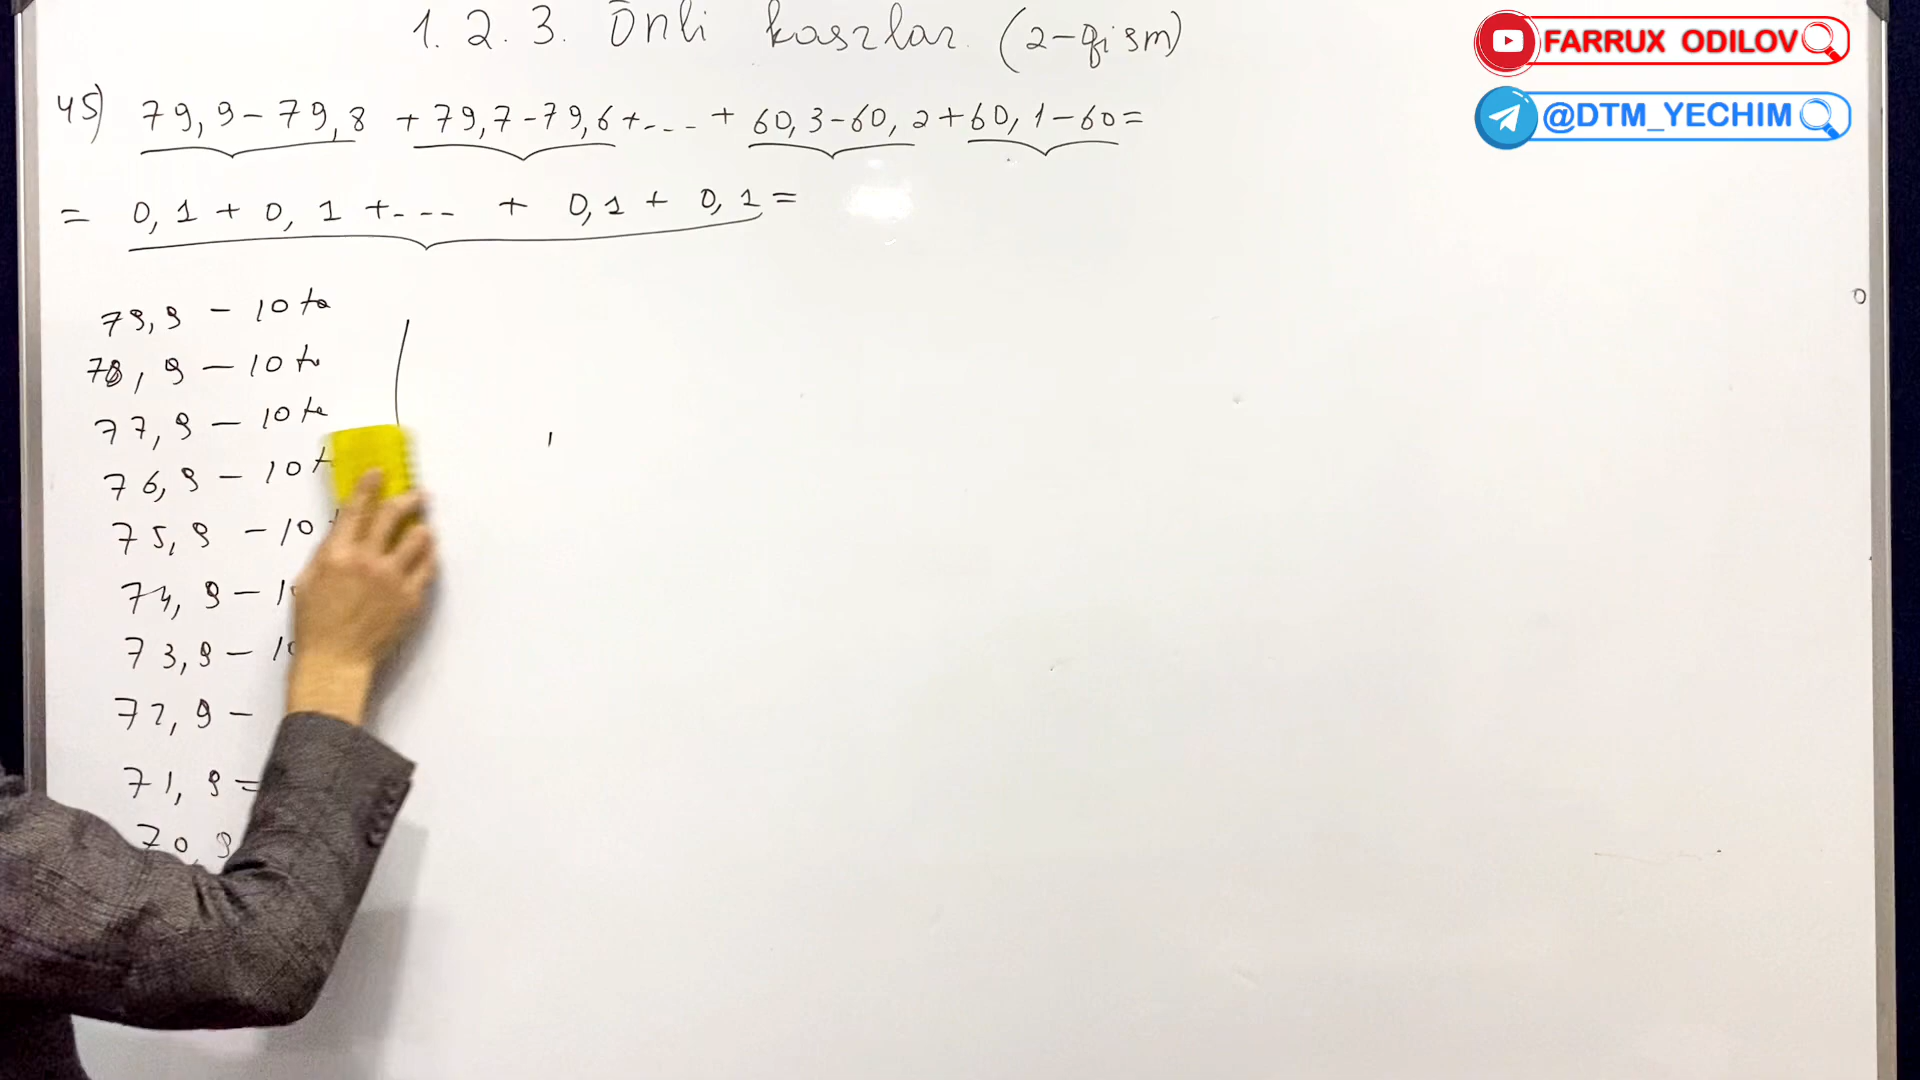 1.2.3. Onli kasrlar. (2-qism)
FARRUX ODILOV
@DTM_YECHIM
45) 79,9-79,8 +79,7-79,6+.... +60,3-60,2+60,1-60=
= 0,1+0,1+.... + 0,1+0,1=
79,9 - 10 ta
78,9 - 10 ta
77,9 - 10 ta
76,9 - 10 t
75,9 - 10
74,9 - 10
73,9 - 10
72,9 -
71,9 =
70,9